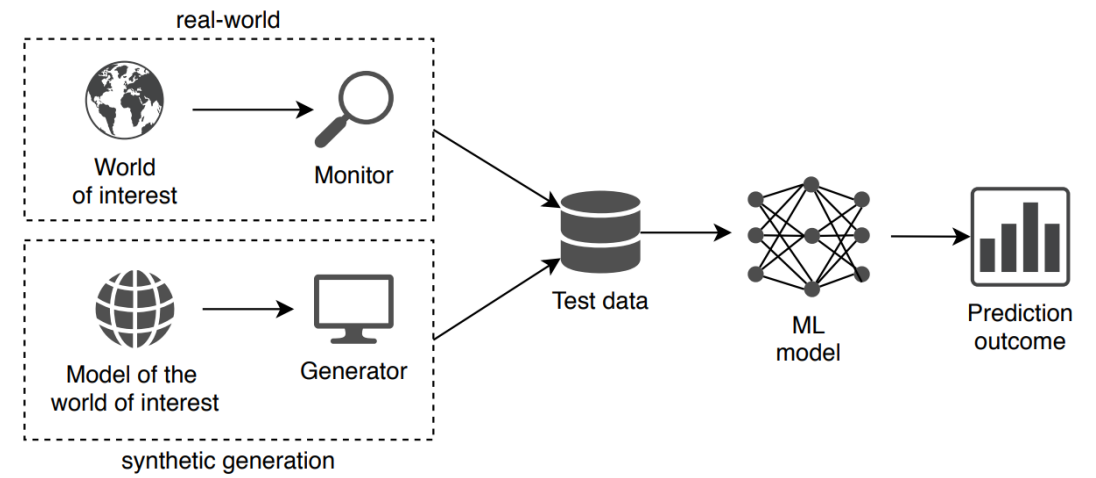 real-world
World
of interest
Monitor
Model of the
world of interest
Generator
synthetic generation
Test data
ML
model
Prediction
outcome